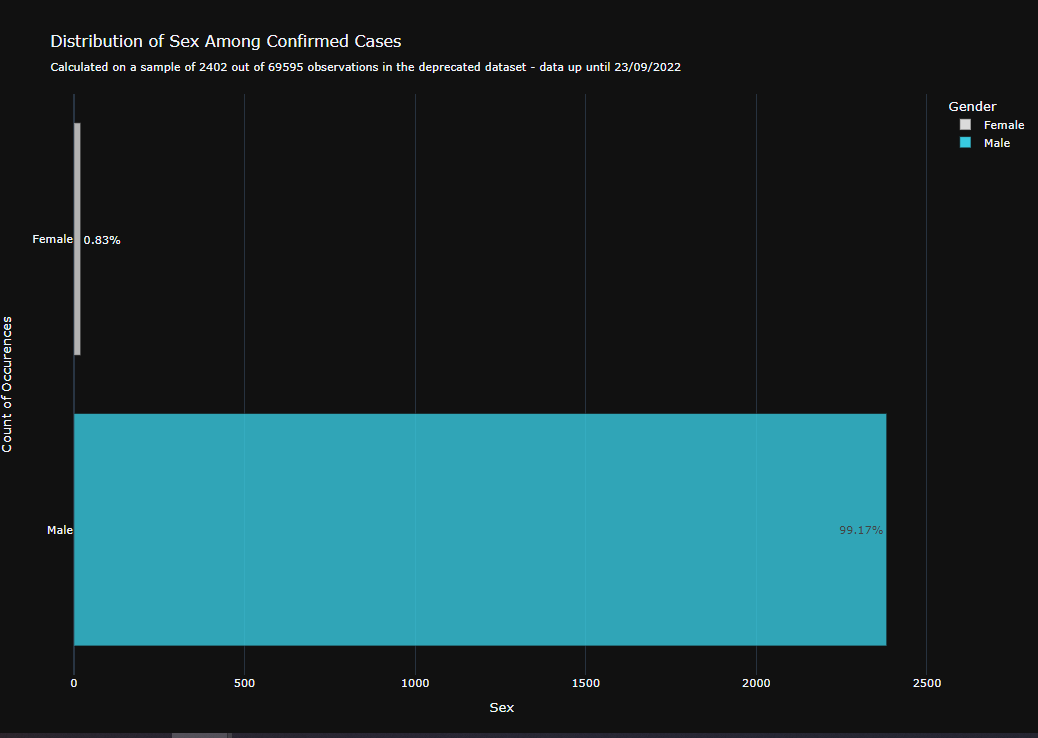 Distribution of Sex Among Confirmed Cases
Calculated on a sample of 2402 out of 69595 observations in the deprecated dataset - data up until 23/09/2022
Gender
Female
Male
Female
0.83%
Count of Occurences
Male
99.17%
0
500
1000
1500
2000
2500
Sex